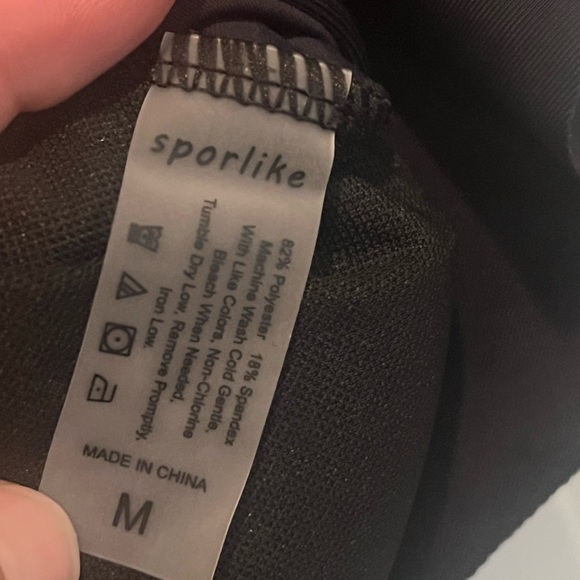 sporlike
82% Polyester 18% Spandex
Machine Wash Cold Gentle.
With Like Colors. Non-Chlorine
Bleach When Needed.
Tumble Dry Low, Remove Promptly.
Iron Low.
MADE IN CHINA
M